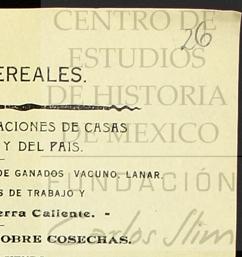 26
CENTRO DE
ESTUDIOS
EREALES.
DE HISTORIA
ACIONES DE CASAS
DE MEXICO
Y DEL PAIS.
DE GANADOS VACUNO, LANAR,
FUNDACIÓN
S DE TRABAJO Y
erra Caliente. -
Carlos Slim
OBRE COSECHAS.